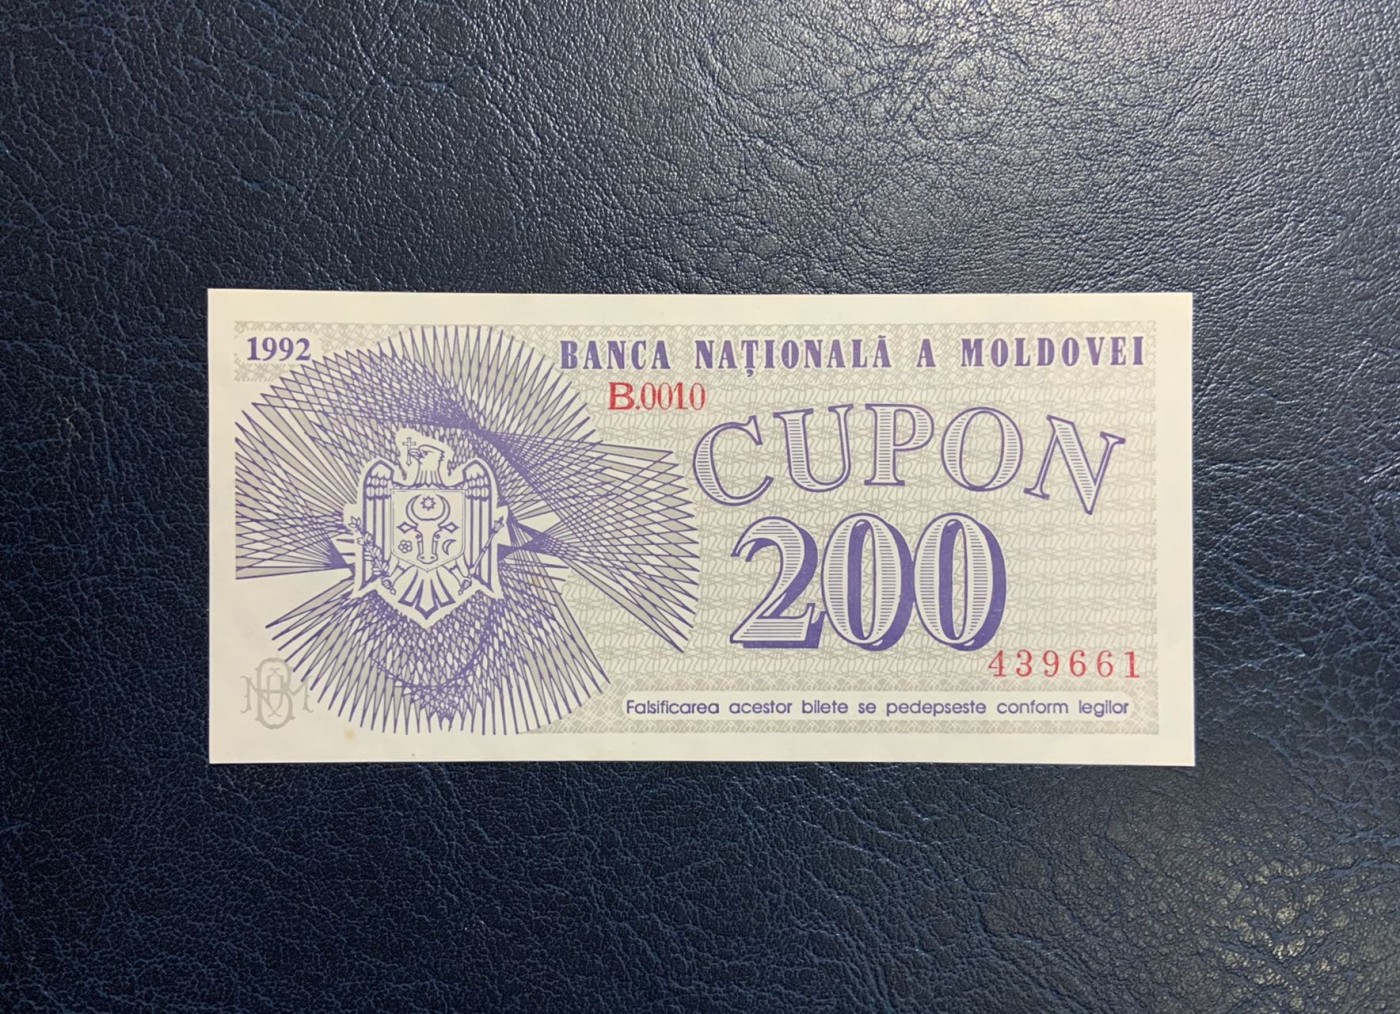 1992
BANCA NAȚIONALĂ A MOLDOVEI
B.0010
CUPON
200
439661
Falsificarea acestor bilete se pedepseste conform legilor